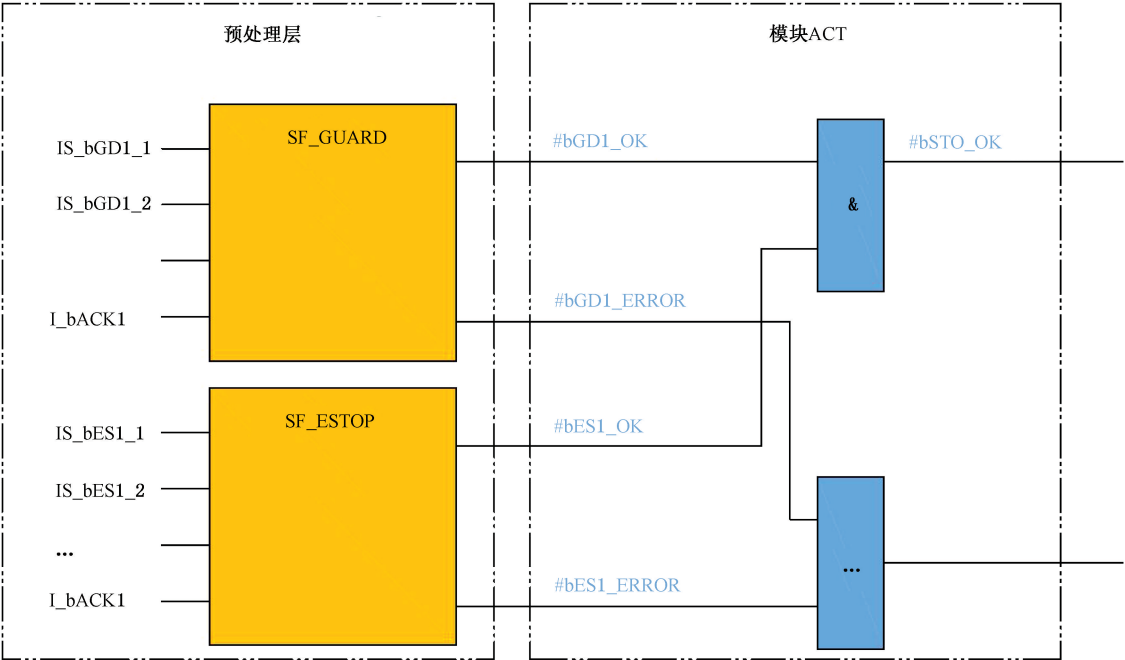 预处理层
模块ACT
SF_GUARD
IS_bGD1_1
IS_bGD1_2
I_bACK1
#bGD1_OK
#bSTO_OK
&
#bGD1_ERROR
SF_ESTOP
IS_bES1_1
IS_bES1_2
...
I_bACK1
#bES1_OK
...
#bES1_ERROR